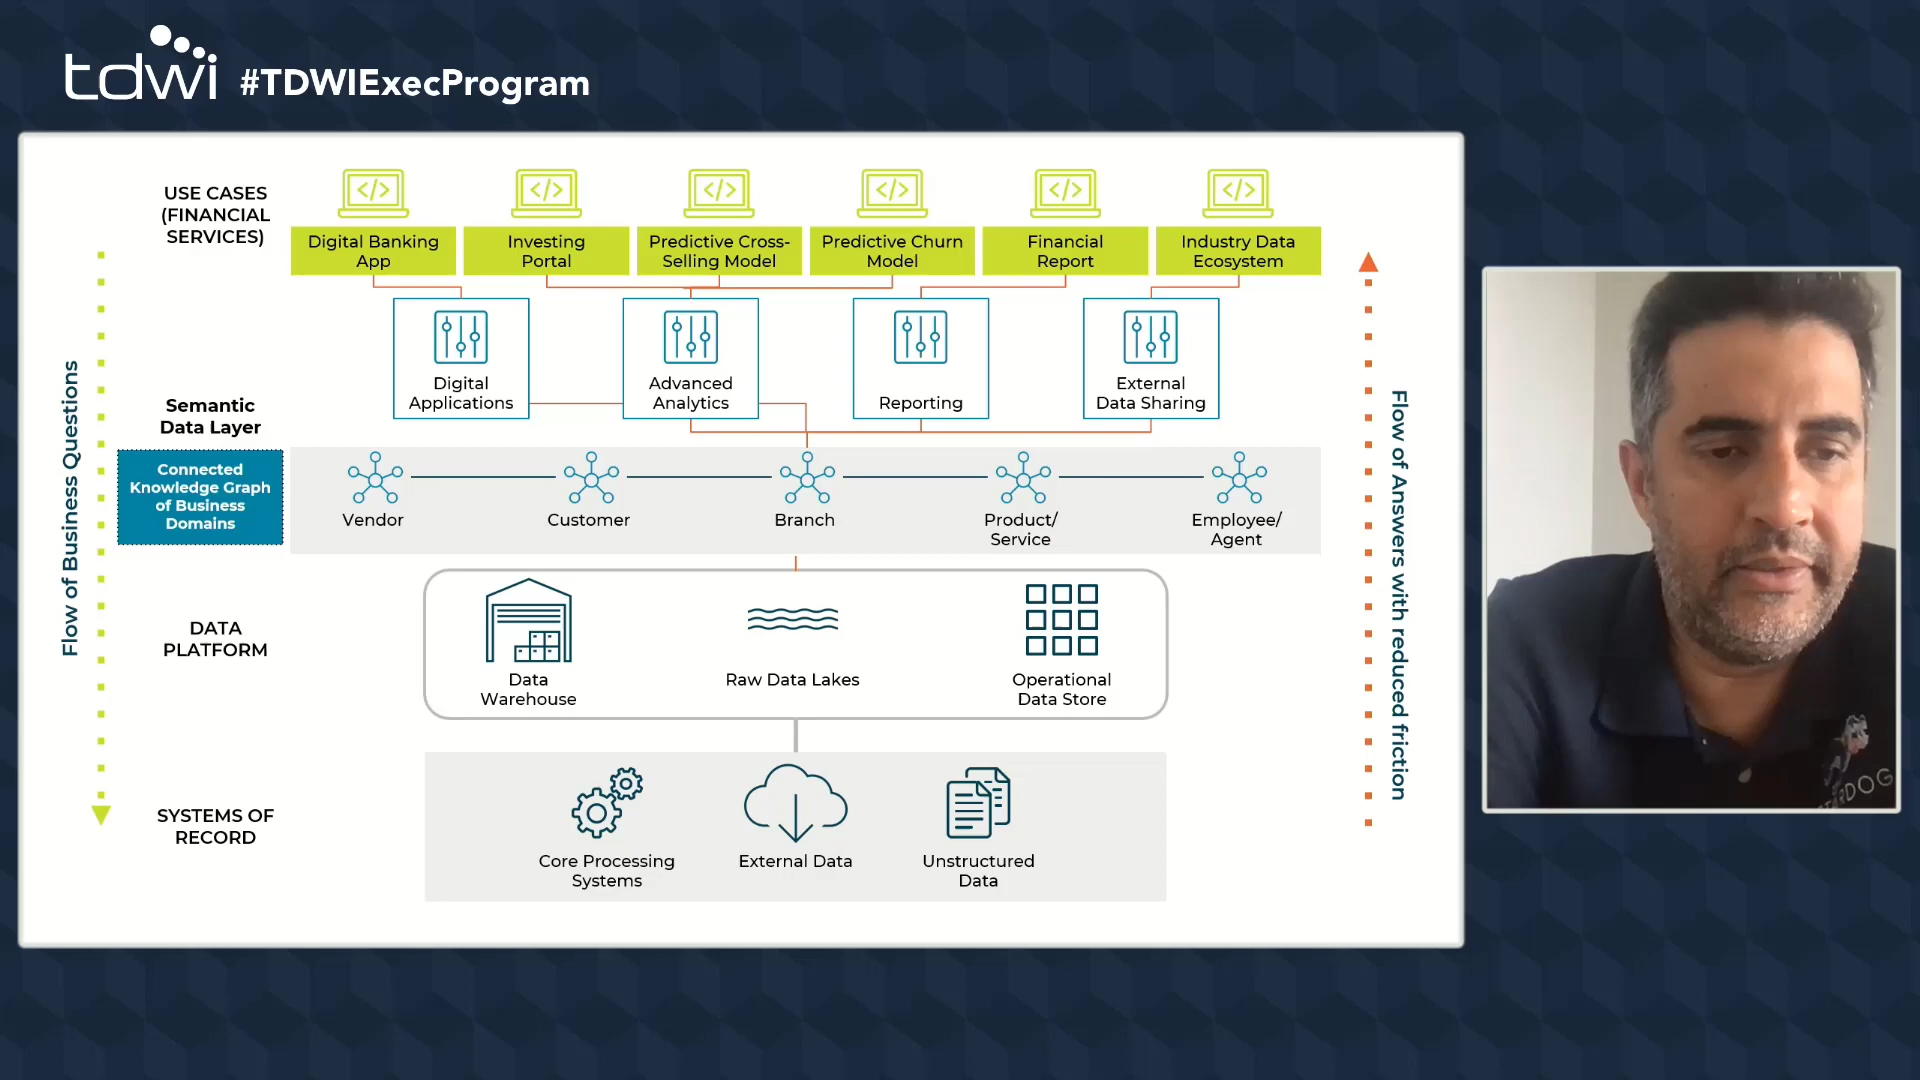 tdwi #TDWIExecProgram
USE CASES
(FINANCIAL
SERVICES)
</>
</>
</>
</>
</>
</>
Digital Banking
App
Investing
Portal
Predictive Cross-
Selling Model
Predictive Churn
Model
Financial
Report
Industry Data
Ecosystem
Digital
Applications
Advanced
Analytics
Reporting
External
Data Sharing
Flow of Business Questions
Semantic
Data Layer
Connected
Knowledge Graph
of Business
Domains
Vendor
Customer
Branch
Product/
Service
Employee/
Agent
Flow of Answers with reduced friction
DATA
PLATFORM
Data
Warehouse
Raw Data Lakes
Operational
Data Store
SYSTEMS OF
RECORD
Core Processing
Systems
External Data
Unstructured
Data